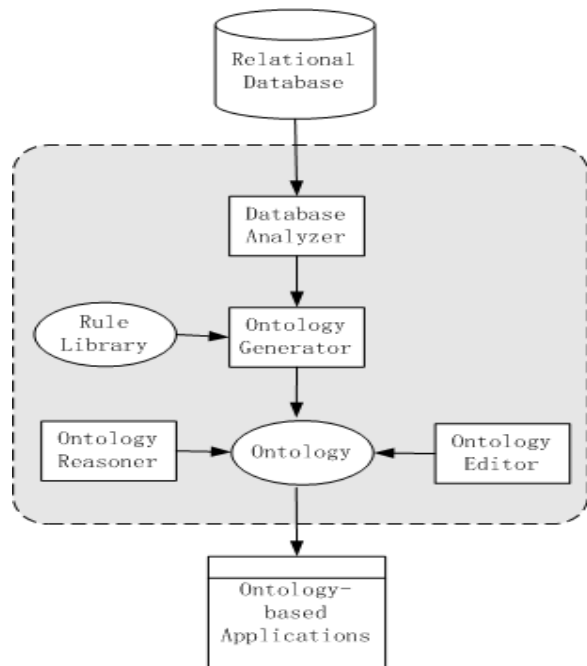 Relational
Database
Database
Analyzer
Rule
Library
Ontology
Generator
Ontology
Reasoner
Ontology
Ontology
Editor
Ontology-
based
Applications